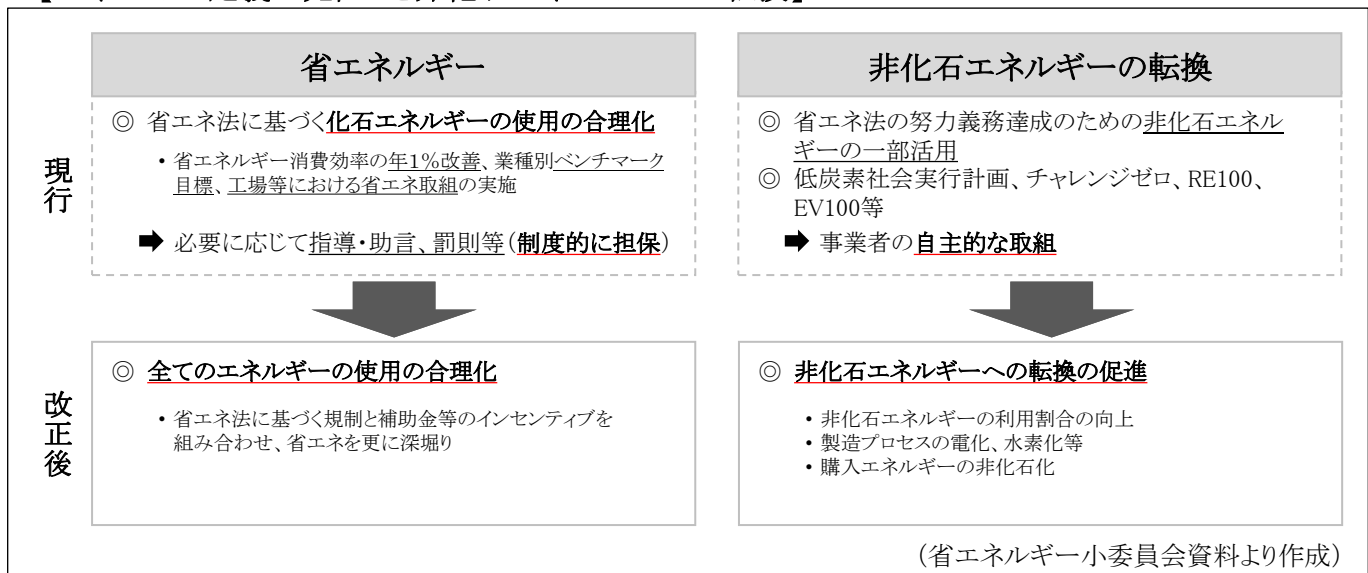 省エネルギー
非化石エネルギーの転換
現行
◎ 省エネ法に基づく化石エネルギーの使用の合理化
・省エネルギー消費効率の年1%改善、業種別ベンチマーク
目標、工場等における省エネ取組の実施
➡ 必要に応じて指導・助言、罰則等(制度的に担保)
◎ 省エネ法の努力義務達成のための非化石エネル
ギーの一部活用
◎ 低炭素社会実行計画、チャレンジゼロ、RE100、
EV100等
➡ 事業者の自主的な取組
改正後
◎ 全てのエネルギーの使用の合理化
・省エネ法に基づく規制と補助金等のインセンティブを
組み合わせ、省エネを更に深堀り
◎ 非化石エネルギーへの転換の促進
・非化石エネルギーの利用割合の向上
・製造プロセスの電化、水素化等
・購入エネルギーの非化石化
(省エネルギー小委員会資料より作成)